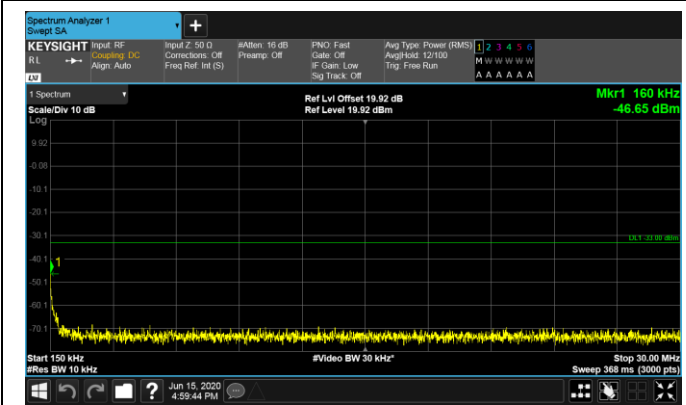 Spectrum Analyzer 1
Swept SA
+
KEYSIGHT Input: RF Input Z: 50 Ω #Atten: 16 dB PNO: Fast Avg Type: Power (RMS) 1 2 3 4 5 6
RL Coupling: DC Corrections: Off Preamp: Off Gate: Off Avg|Hold: 12/100 M W W W W W
Align: Auto Freq Ref: Int (S) IF Gain: Low Trig: Free Run
LXI Sig Track: Off A A A A A A
1 Spectrum Ref Lvl Offset 19.92 dB Mkr1 160 kHz
Scale/Div 10 dB Ref Level 19.92 dBm -46.65 dBm
Log
9.92
-0.08
-10.1
-20.1
DL1 -33.00 dBm
-40.1
1
-50.1
-60.1
-70.1
Start 150 kHz #Video BW 30 kHz* Stop 30.00 MHz
#Res BW 10 kHz Sweep 368 ms (3000 pts)
? Jun 15, 2020
4:59:44 PM